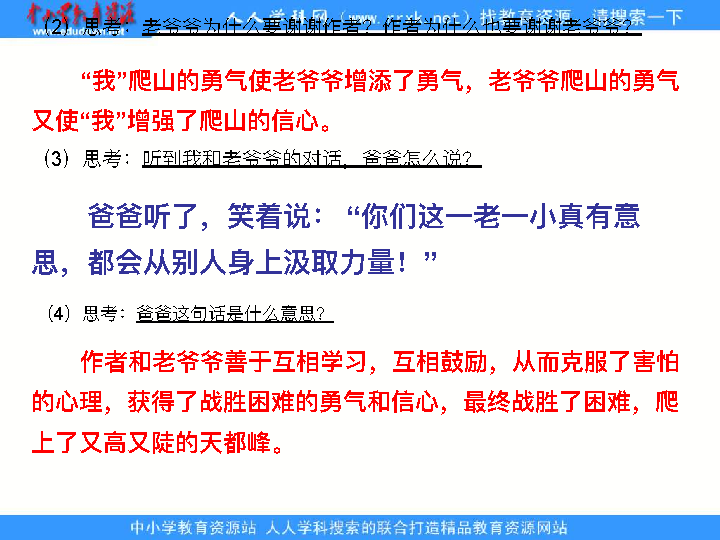 人人学科网（www.　）找教育资源，请搜索一下
（2）思考：老爷爷为什么要谢谢作者？作者为什么也要谢谢老爷爷？
“我”爬山的勇气使老爷爷增添了勇气，老爷爷爬山的勇气
又使“我”增强了爬山的信心。
（3）思考：听到我和老爷爷的对话，爸爸怎么说？
爸爸听了，笑着说： “你们这一老一小真有意
思，都会从别人身上汲取力量！”
（4）思考：爸爸这句话是什么意思？
作者和老爷爷善于互相学习，互相鼓励，从而克服了害怕
的心理，获得了战胜困难的勇气和信心，最终战胜了困难，爬
上了又高又陡的天都峰。
中小学教育资源站 人人学科搜索的联合打造精品教育资源网站